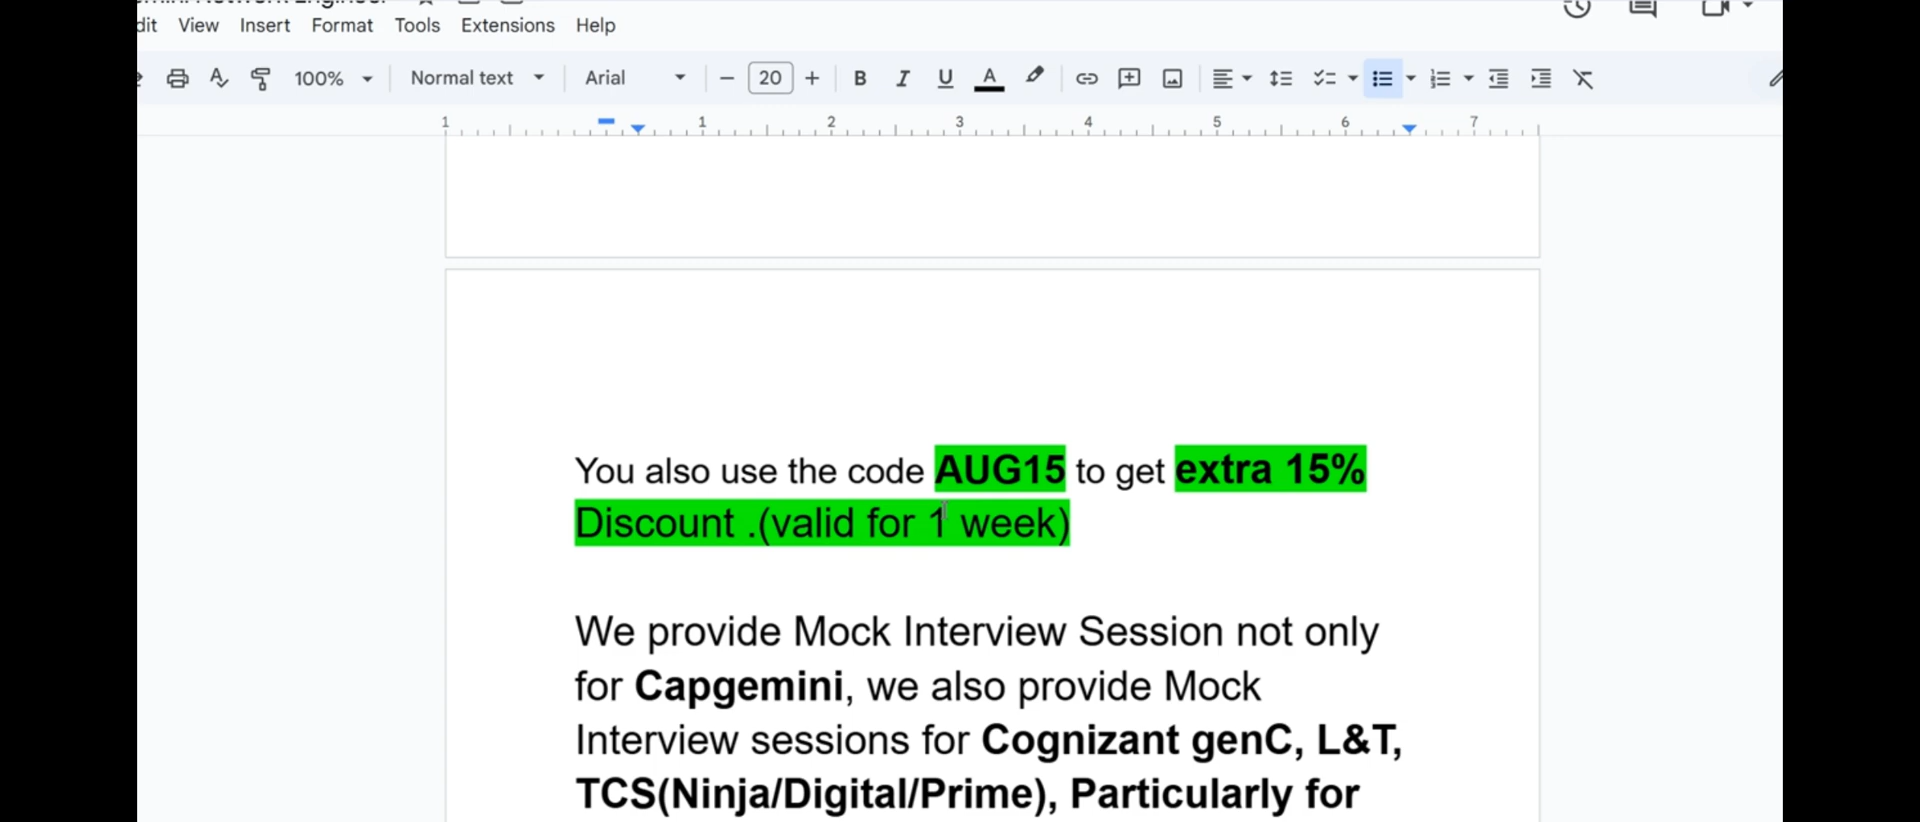 View Insert Format Tools Extensions Help
100% Normal text Arial 20 B I U A
1 1 2 3 4 5 6 7
You also use the code AUG15 to get extra 15%
Discount .(valid for 1 week)
We provide Mock Interview Session not only
for Capgemini, we also provide Mock
Interview sessions for Cognizant genC, L&T,
TCS(Ninja/Digital/Prime), Particularly for